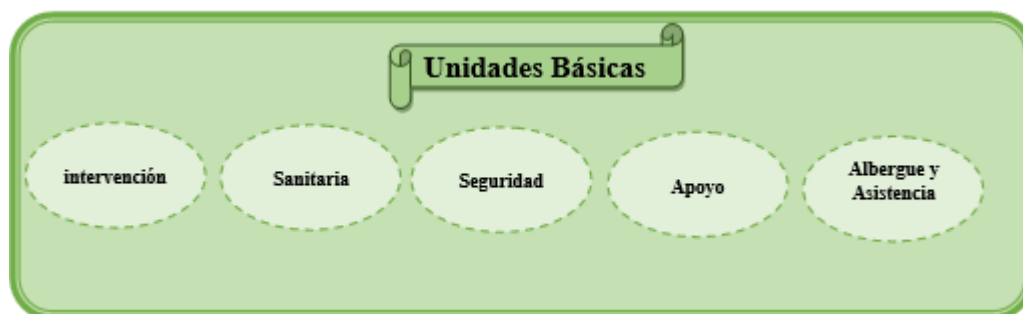 Unidades Básicas
intervención
Sanitaria
Seguridad
Apoyo
Albergue y
Asistencia